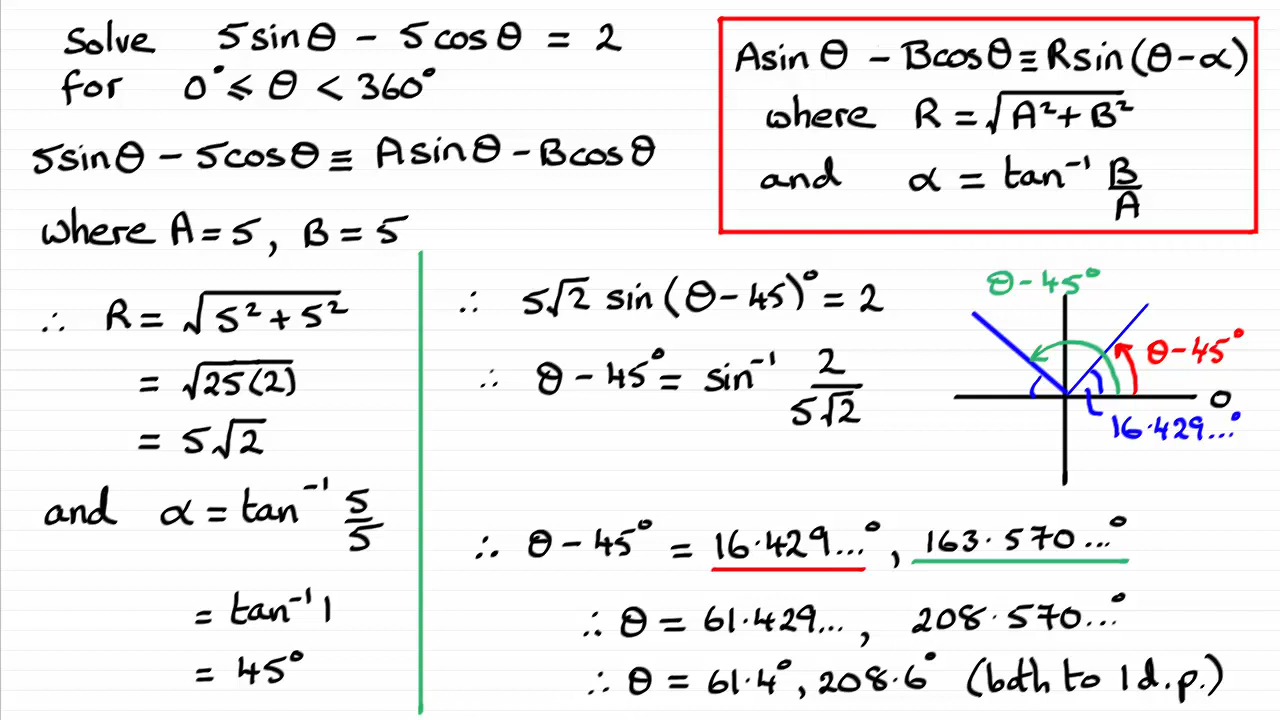 Solve 5sinθ − 5cosθ = 2
for 0° ≤ θ < 360°
5sinθ − 5cosθ ≡ Asinθ − Bcosθ
where A = 5, B = 5
∴ R = √(5² + 5²)
= √25(2)
= 5√2
and α = tan⁻¹ 5/5
= tan⁻¹ 1
= 45°
Asinθ − Bcosθ ≡ Rsin(θ − α)
where R = √(A² + B²)
and α = tan⁻¹ B/A
∴ 5√2 sin(θ − 45)° = 2
∴ θ − 45° = sin⁻¹ 2/5√2
θ − 45°
θ − 45°
0
16·429...°
∴ θ − 45° = 16·429...°, 163·570...°
∴ θ = 61·429..., 208·570...°
∴ θ = 61·4°, 208·6° (both to 1 d.p.)